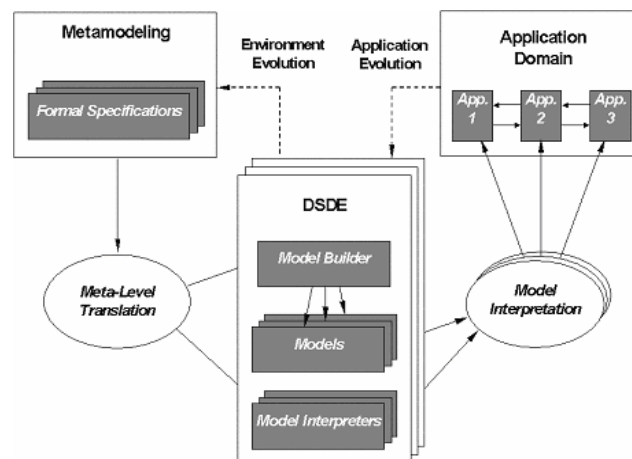 Metamodeling
Formal Specifications
Environment
Evolution
Application
Evolution
Application
Domain
App.
1
App.
2
App.
3
DSDE
Model Builder
Models
Model Interpreters
Meta-Level
Translation
Model
Interpretation